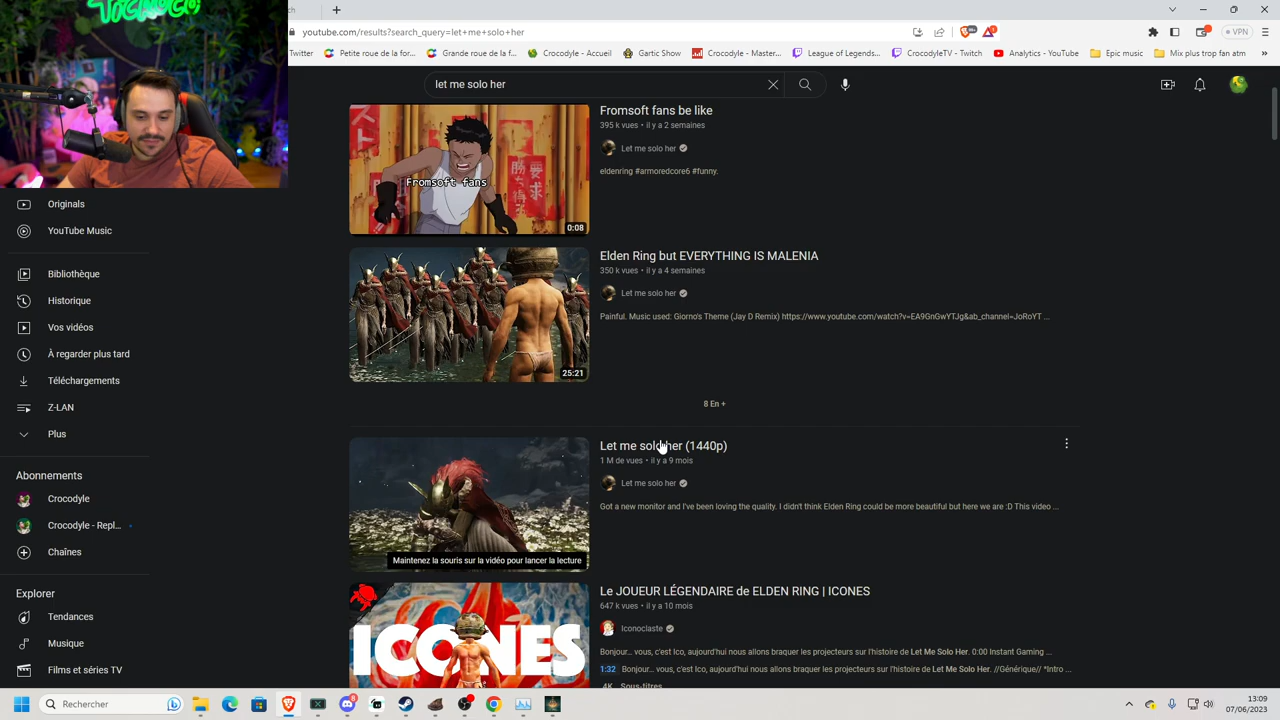 youtube.com/results?search_query=let+me+solo+her
VPN
Twitter
Petite roue de la for...
Grande roue de la f...
Crocodyle - Accueil
Gartic Show
Crocodyle - Master...
League of Legends...
CrocodyleTV - Twitch
Analytics - YouTube
Epic music
Mix plus trop fan atm
let me solo her
Originals
YouTube Music
Bibliothèque
Historique
Vos vidéos
À regarder plus tard
Téléchargements
Z-LAN
Plus
Abonnements
Crocodyle
Crocodyle - Repl...
Chaînes
Explorer
Tendances
Musique
Films et séries TV
Fromsoft fans
0:08
Fromsoft fans be like
395 k vues • il y a 2 semaines
Let me solo her
eldenring #armoredcore6 #funny.
25:21
Elden Ring but EVERYTHING IS MALENIA
350 k vues • il y a 4 semaines
Let me solo her
Painful. Music used: Giorno's Theme (Jay D Remix) https://www.youtube.com/watch?v=EA9GnGwYTJg&ab_channel=JoRoYT ...
8 En +
Maintenez la souris sur la vidéo pour lancer la lecture
Let me solo her (1440p)
1 M de vues • il y a 9 mois
Let me solo her
Got a new monitor and I've been loving the quality. I didn't think Elden Ring could be more beautiful but here we are :D This video ...
ICONES
Le JOUEUR LÉGENDAIRE de ELDEN RING | ICONES
647 k vues • il y a 10 mois
Iconoclaste
Bonjour... vous, c'est Ico, aujourd'hui nous allons braquer les projecteurs sur l'histoire de Let Me Solo Her. 0:00 Instant Gaming ...
1:32 Bonjour... vous, c'est Ico, aujourd'hui nous allons braquer les projecteurs sur l'histoire de Let Me Solo Her. //Générique// *Intro ...
4K Sous-titres
Rechercher
8
13:09
07/06/2023